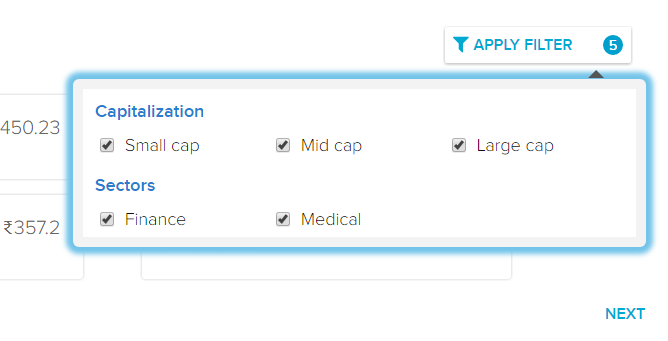 APPLY FILTER 5
Capitalization
450.23
Small cap Mid cap Large cap
Sectors
₹357.2
Finance Medical
NEXT